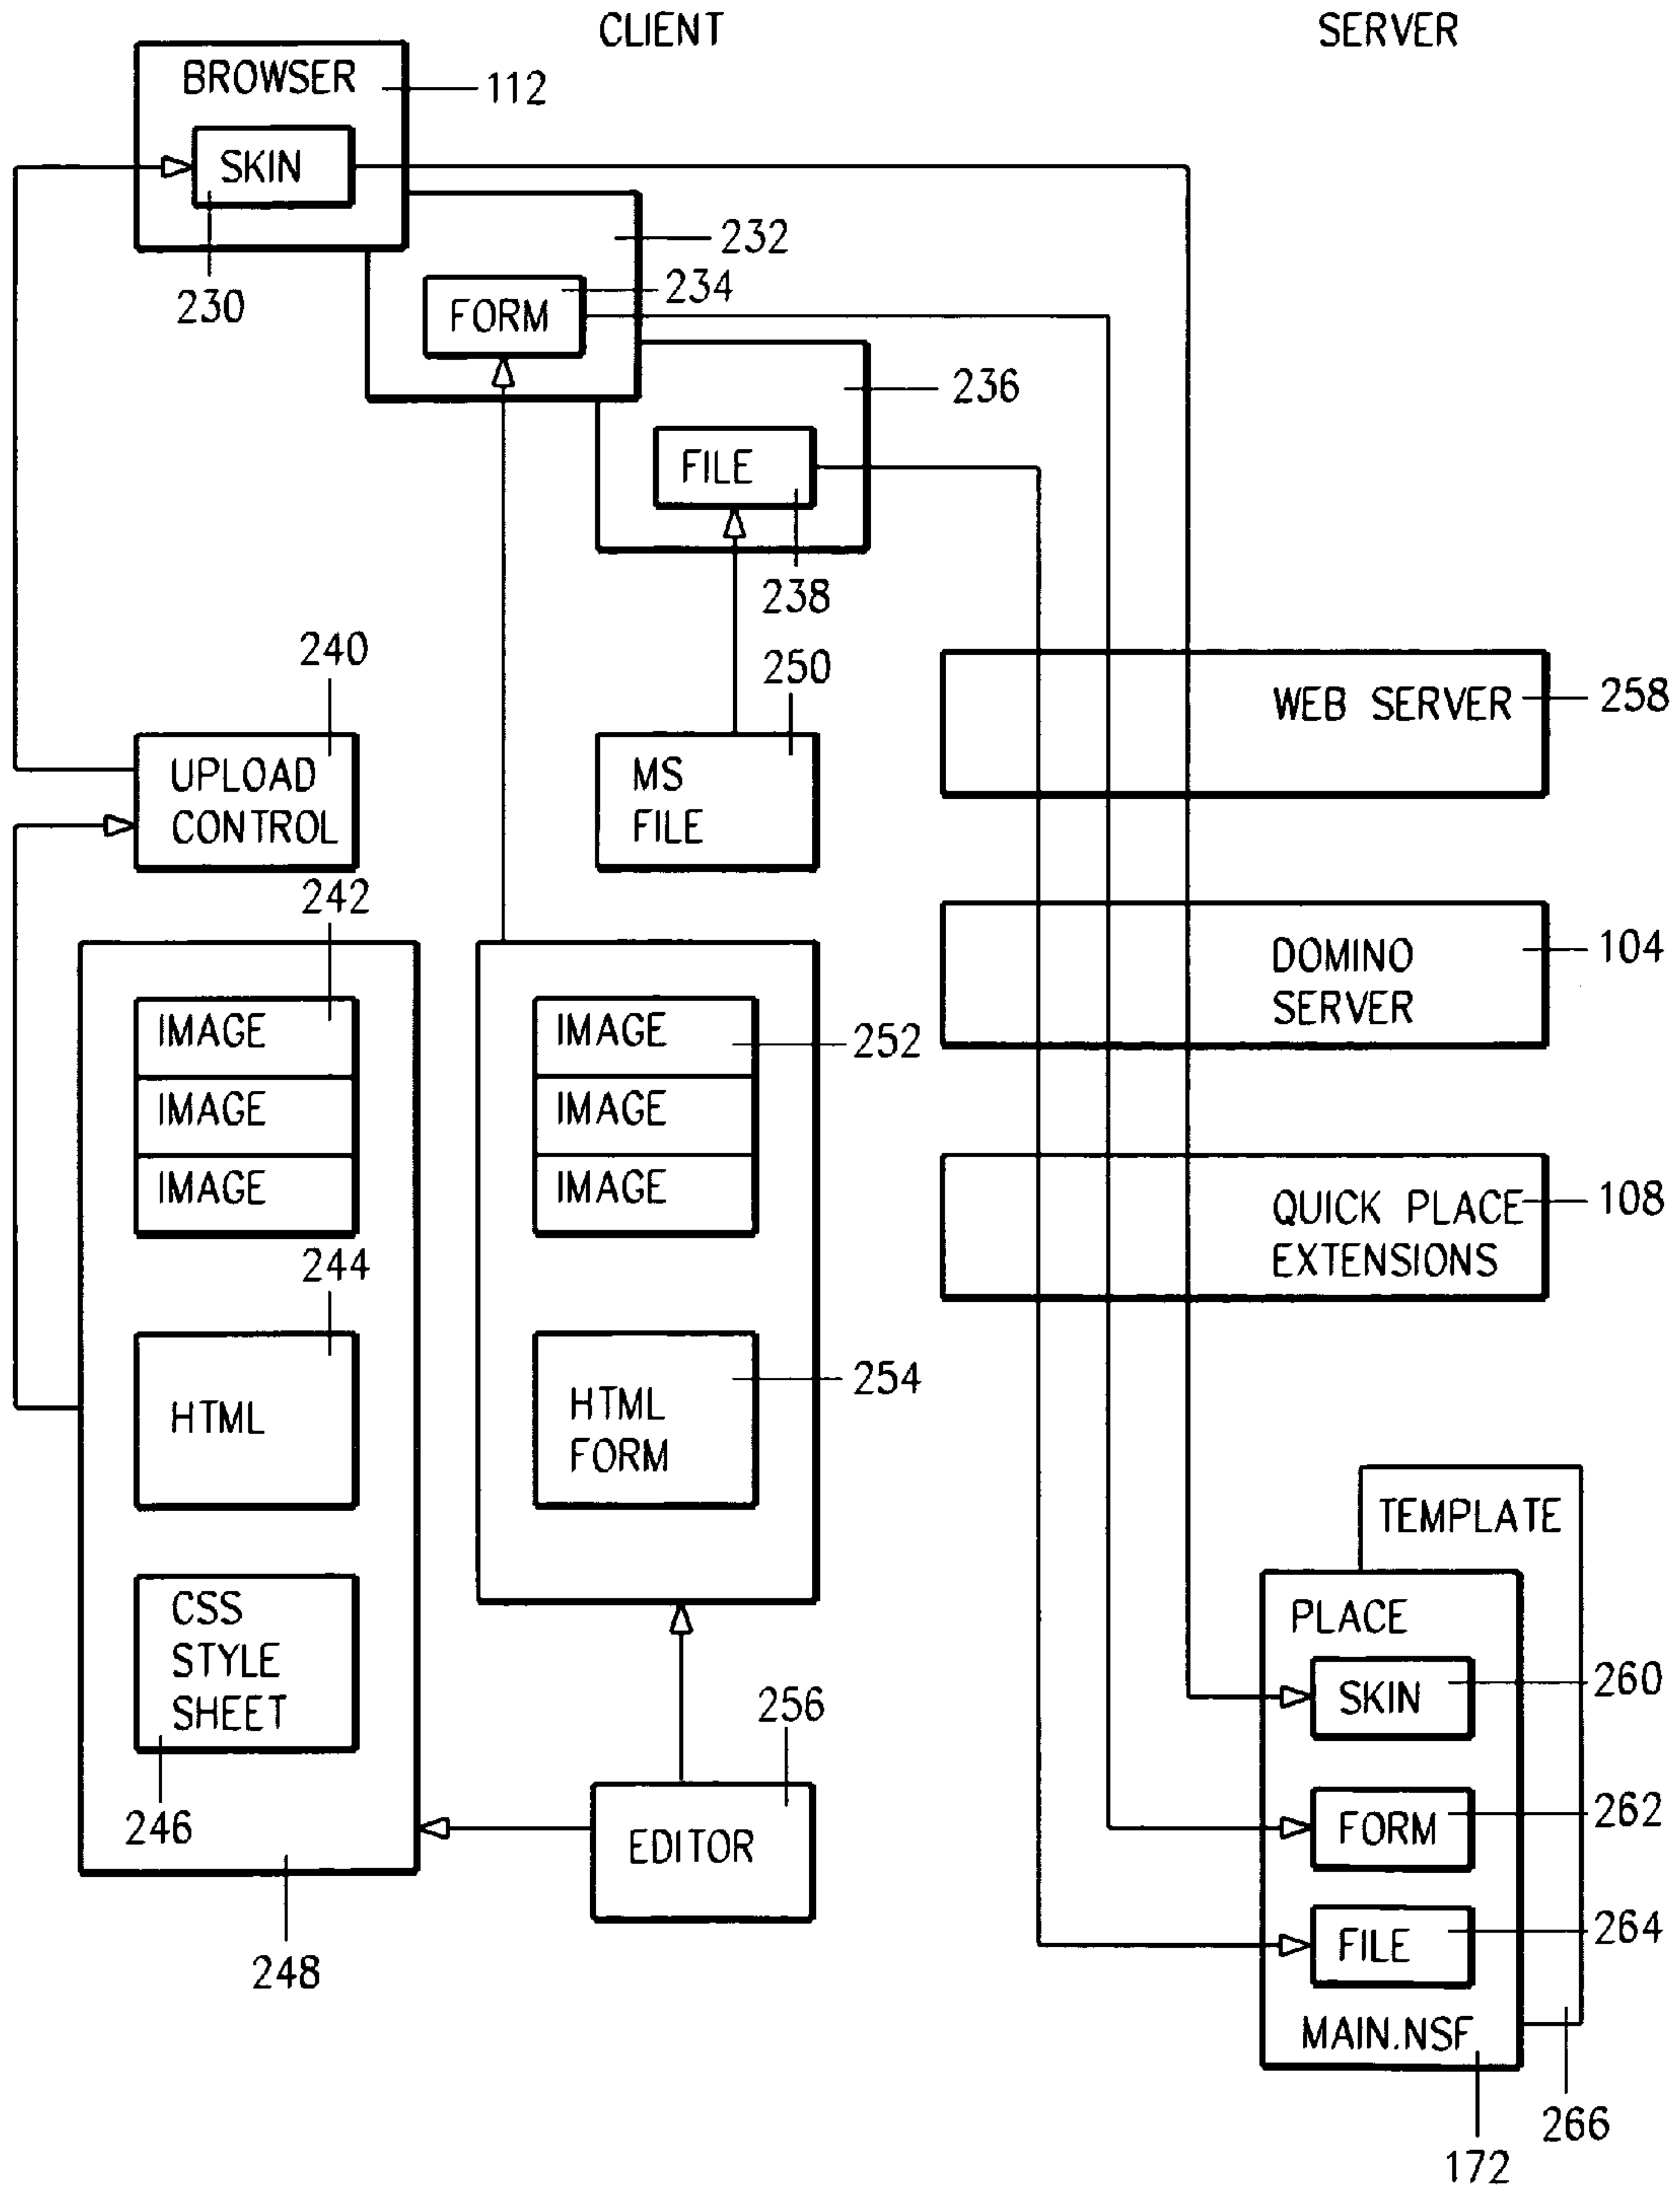 CLIENT
SERVER
BROWSER
112
SKIN
230
232
234
FORM
236
FILE
238
240
250
UPLOAD
CONTROL
MS
FILE
WEB SERVER
258
242
IMAGE
IMAGE
IMAGE
244
HTML
CSS
STYLE
SHEET
246
248
IMAGE
252
IMAGE
IMAGE
254
HTML
FORM
256
EDITOR
DOMINO
SERVER
104
QUICK PLACE
EXTENSIONS
108
TEMPLATE
PLACE
SKIN
260
FORM
262
FILE
264
MAIN.NSF
266
172